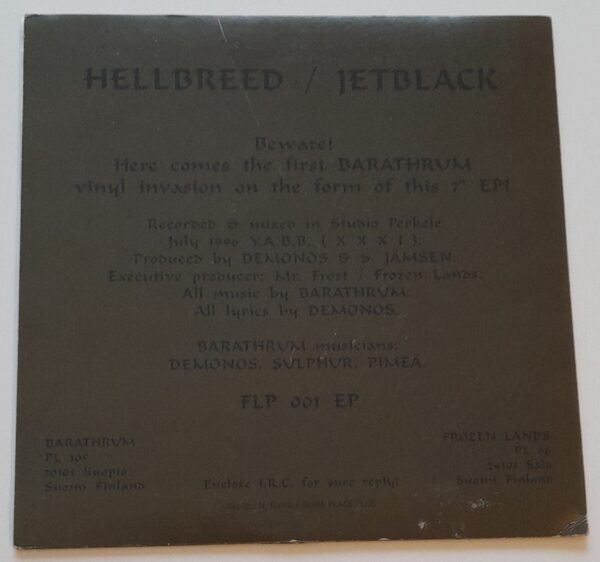 HELLBREED / JETBLACK
Beware!
Here comes the first BARATHRUM
vinyl invasion on the form of this 7" EP!
Recorded & mixed in Studio Perkele
July 1996 Y.A.B.B. ( X X X I ).
Produced by DEMONOS & S. JÄMSEN.
Executive producer: Mr. Frost / Frozen Lands.
All music by BARATHRUM.
All lyrics by DEMONOS.
BARATHRUM musicians:
DEMONOS, SULPHUR, PIMEÄ.
FLP 001 EP
BARATHRUM
PL 105
70101 Kuopio
Suomi Finland
Enclose I.R.C. for sure reply!
FROZEN LANDS
PL 66
24101 Salo
Suomi Finland
PLACE